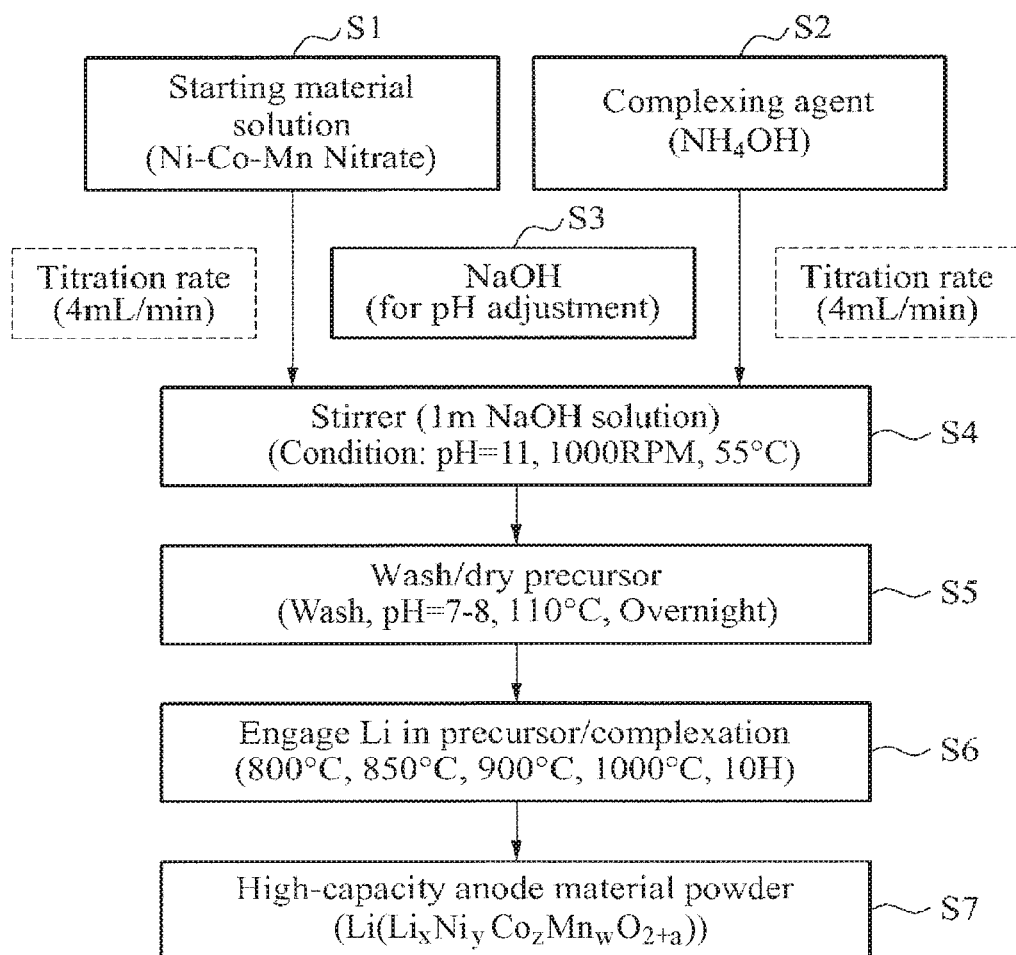 S1
Starting material
solution
(Ni-Co-Mn Nitrate)
S2
Complexing agent
(NH₄OH)
S3
NaOH
(for pH adjustment)
Titration rate
(4mL/min)
Titration rate
(4mL/min)
Stirrer (1m NaOH solution)
(Condition: pH=11, 1000RPM, 55°C)
S4
Wash/dry precursor
(Wash, pH=7-8, 110°C, Overnight)
S5
Engage Li in precursor/complexation
(800°C, 850°C, 900°C, 1000°C, 10H)
S6
High-capacity anode material powder
(Li(LiₓNi_yCo_zMn_wO₂₊ₐ))
S7